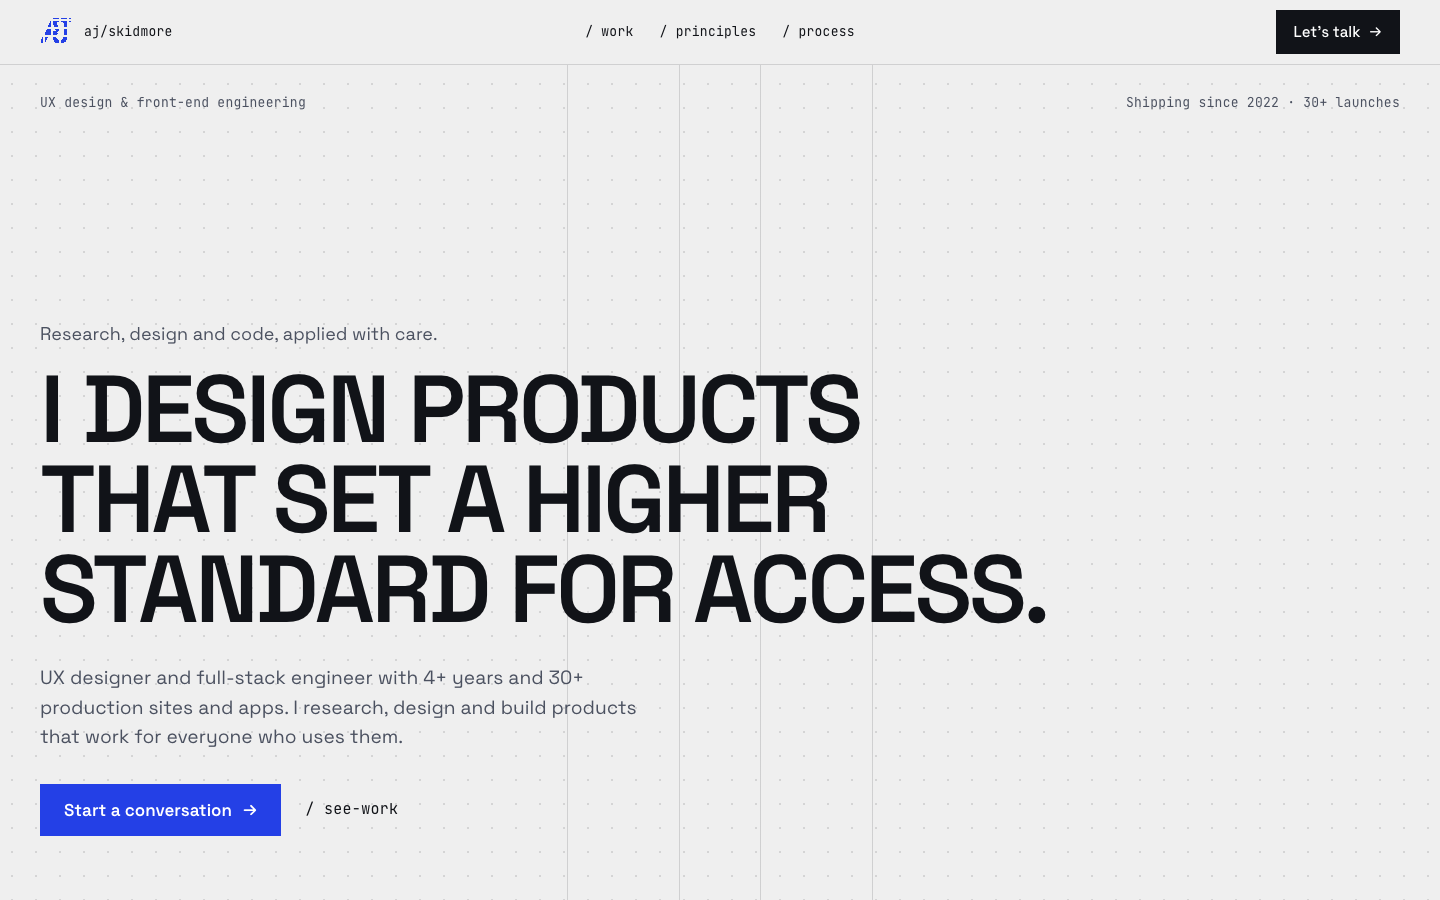 AJ aj/skidmore
/ work / principles / process
Let's talk →
UX design & front-end engineering
Shipping since 2022 · 30+ launches
Research, design and code, applied with care.
I DESIGN PRODUCTS
THAT SET A HIGHER
STANDARD FOR ACCESS.
UX designer and full-stack engineer with 4+ years and 30+
production sites and apps. I research, design and build products
that work for everyone who uses them.
Start a conversation →
/ see-work